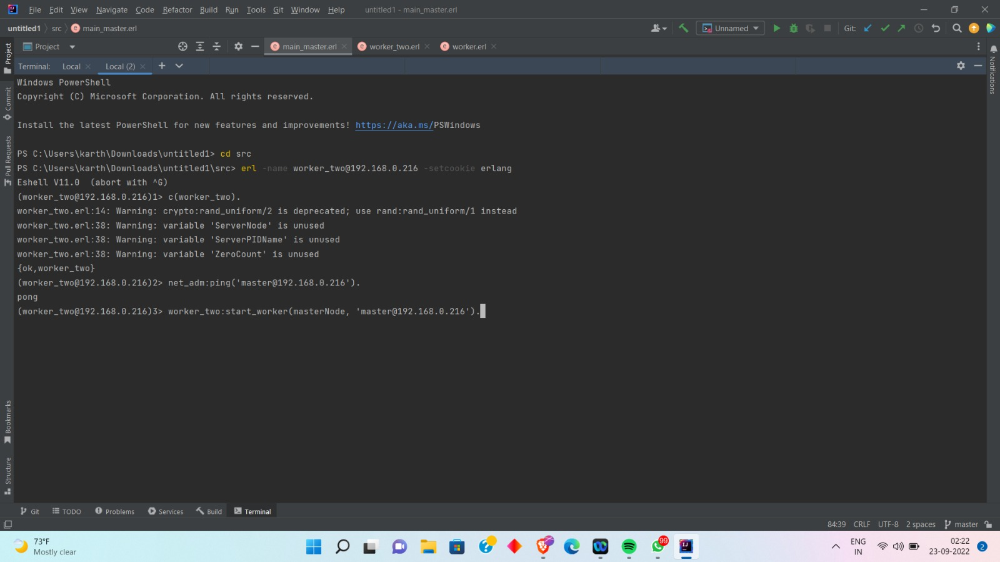 File Edit View Navigate Code Refactor Build Run Tools Git Window Help untitled1 - main_master.erl
untitled1 src main_master.erl Unnamed Git:
Project main_master.erl worker_two.erl worker.erl
Terminal: Local Local (2)
Windows PowerShell
Copyright (C) Microsoft Corporation. All rights reserved.
Install the latest PowerShell for new features and improvements! https://aka.ms/PSWindows
PS C:\Users\karth\Downloads\untitled1> cd src
PS C:\Users\karth\Downloads\untitled1\src> erl -name worker_two@192.168.0.216 -setcookie erlang
Eshell V11.0  (abort with ^G)
(worker_two@192.168.0.216)1> c(worker_two).
worker_two.erl:14: Warning: crypto:rand_uniform/2 is deprecated; use rand:rand_uniform/1 instead
worker_two.erl:38: Warning: variable 'ServerNode' is unused
worker_two.erl:38: Warning: variable 'ServerPIDName' is unused
worker_two.erl:38: Warning: variable 'ZeroCount' is unused
{ok,worker_two}
(worker_two@192.168.0.216)2> net_adm:ping('master@192.168.0.216').
pong
(worker_two@192.168.0.216)3> worker_two:start_worker(masterNode, 'master@192.168.0.216').
Project
Commit
Pull Requests
Bookmarks
Structure
Notifications
Git TODO Problems Services Build Terminal
84:39 CRLF UTF-8 2 spaces master
73°F
Mostly clear
99
ENG
IN
02:22
23-09-2022
2